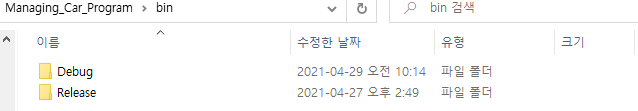 Managing_Car_Program > bin
bin 검색
이름 수정한 날짜 유형 크기
Debug 2021-04-29 오전 10:14 파일 폴더
Release 2021-04-27 오후 2:49 파일 폴더